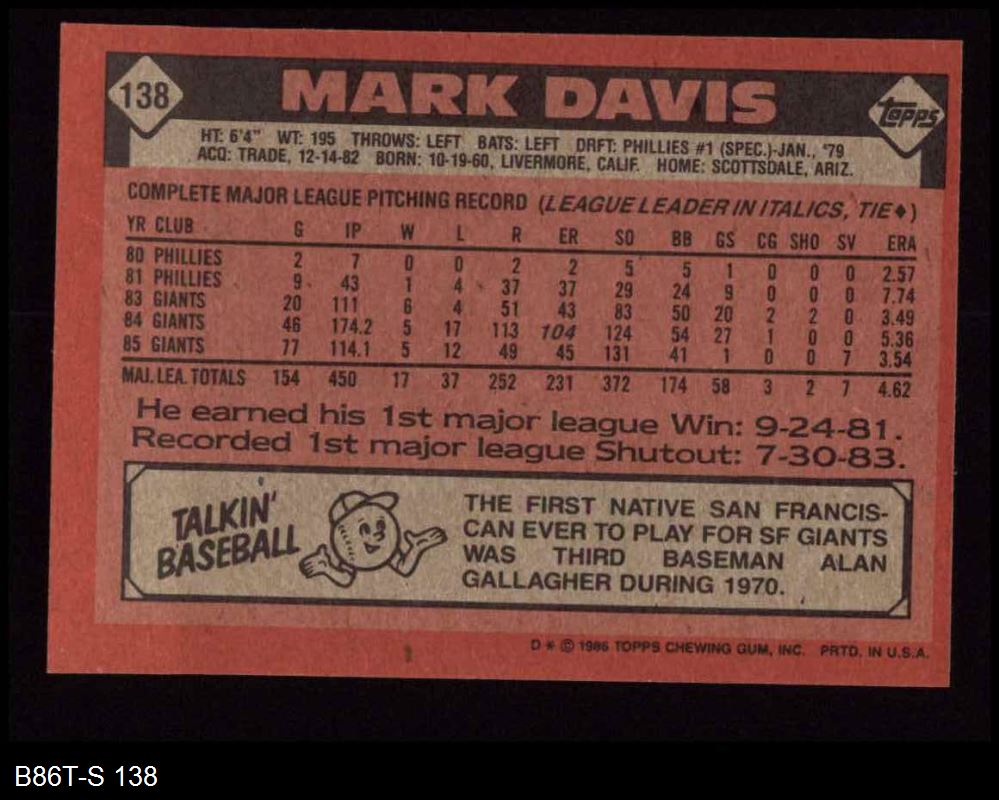 138 MARK DAVIS topps
HT: 6'4" WT: 195 THROWS: LEFT BATS: LEFT DRFT: PHILLIES #1 (SPEC.)-JAN., '79
ACQ: TRADE, 12-14-82 BORN: 10-19-60, LIVERMORE, CALIF. HOME: SCOTTSDALE, ARIZ.
COMPLETE MAJOR LEAGUE PITCHING RECORD (LEAGUE LEADER IN ITALICS, TIE♦)
YR CLUB G IP W L R ER SO BB GS CG SHO SV ERA
80 PHILLIES 2 7 0 0 2 2 5 5 1 0 0 0 2.57
81 PHILLIES 9 43 1 4 37 37 29 24 9 0 0 0 7.74
83 GIANTS 20 111 6 4 51 43 83 50 20 2 2 0 3.49
84 GIANTS 46 174.2 5 17 113 104 124 54 27 1 0 0 5.36
85 GIANTS 77 114.1 5 12 49 45 131 41 1 0 0 7 3.54
MAJ. LEA. TOTALS 154 450 17 37 252 231 372 174 58 3 2 7 4.62
He earned his 1st major league Win: 9-24-81.
Recorded 1st major league Shutout: 7-30-83.
TALKIN'
BASEBALL
THE FIRST NATIVE SAN FRANCIS-
CAN EVER TO PLAY FOR SF GIANTS
WAS THIRD BASEMAN ALAN
GALLAGHER DURING 1970.
D * © 1986 TOPPS CHEWING GUM, INC. PRTD. IN U.S.A.
B86T-S 138